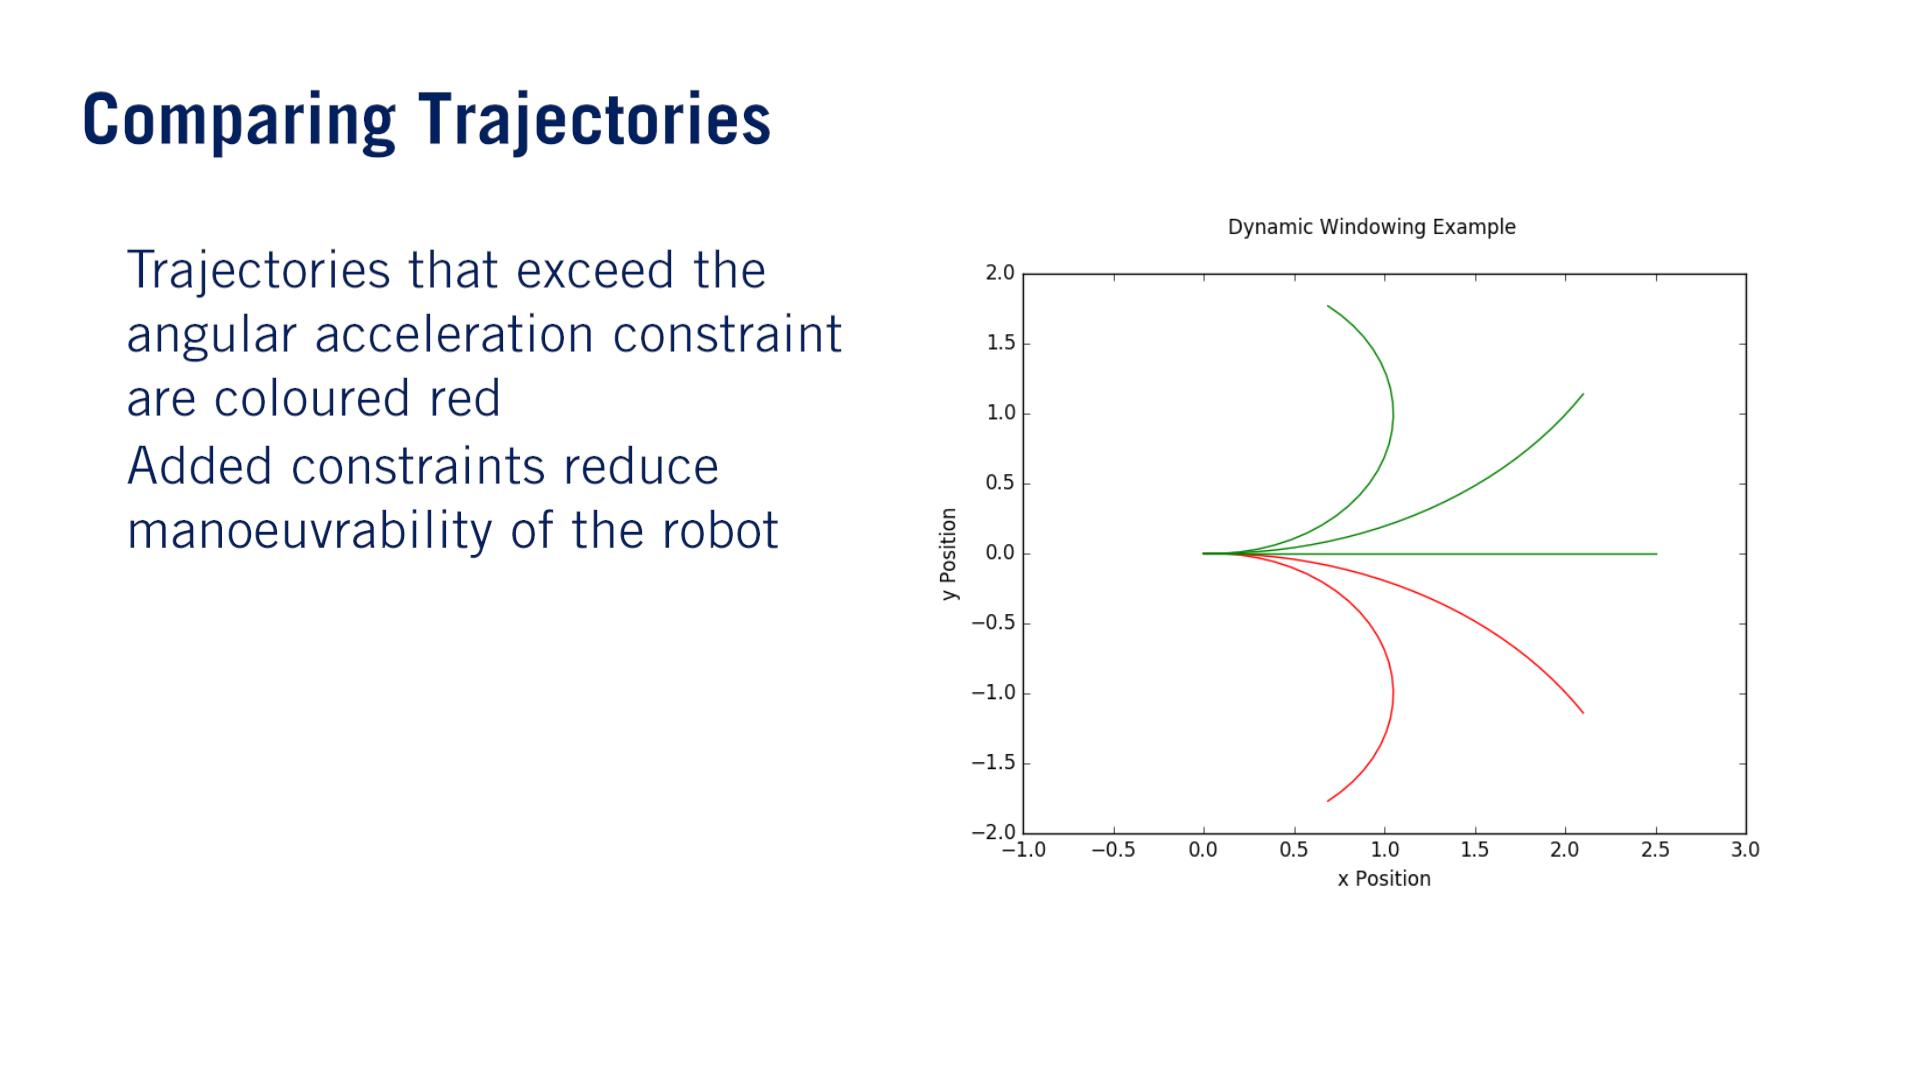 Comparing Trajectories
Trajectories that exceed the
angular acceleration constraint
are coloured red
Added constraints reduce
manoeuvrability of the robot
Dynamic Windowing Example
2.0
1.5
1.0
0.5
0.0
−0.5
−1.0
−1.5
−2.0
y Position
−1.0 −0.5 0.0 0.5 1.0 1.5 2.0 2.5 3.0
x Position